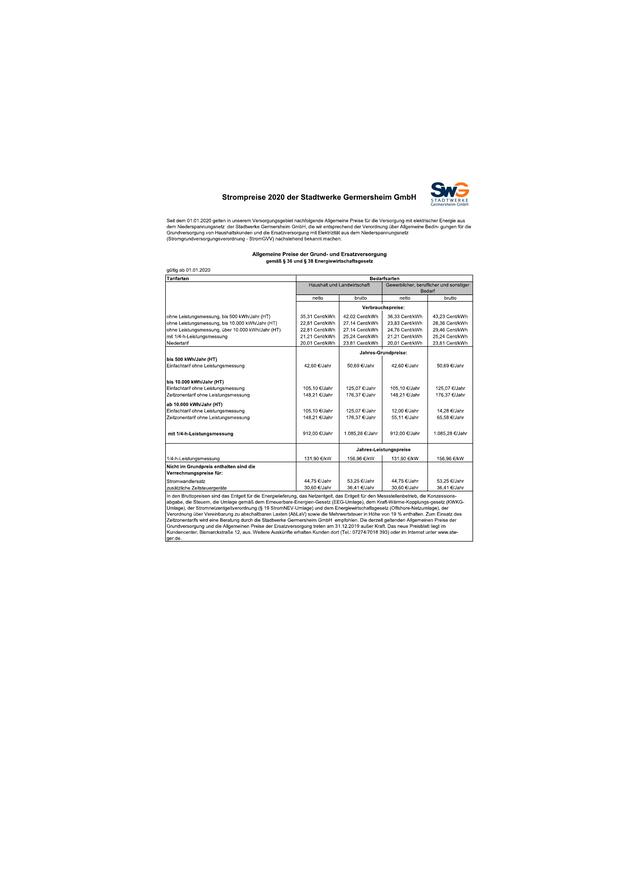 SWG
STADTWERKE
Germersheim GmbH
Strompreise 2020 der Stadtwerke Germersheim GmbH
Seit dem 01.01.2020 gelten in unserem Versorgungsgebiet nachfolgende Allgemeine Preise für die Versorgung mit elektrischer Energie aus
dem Niederspannungsnetz der Stadtwerke Germersheim GmbH, die wir entsprechend der Verordnung über Allgemeine Bedin- gungen für die
Grundversorgung von Haushaltskunden und die Ersatzversorgung mit Elektrizität aus dem Niederspannungsnetz
(Stromgrundversorgungsverordnung - StromGVV) nachstehend bekannt machen.
Allgemeine Preise der Grund- und Ersatzversorgung
gemäß § 36 und § 38 Energiewirtschaftsgesetz
gültig ab 01.01.2020
Tarifarten Bedarfsarten
Haushalt und Landwirtschaft Gewerblicher, beruflicher und sonstiger
Bedarf
netto brutto netto brutto
Verbrauchspreise:
ohne Leistungsmessung, bis 500 kWh/Jahr (HT) 35,31 Cent/kWh 42,02 Cent/kWh 36,33 Cent/kWh 43,23 Cent/kWh
ohne Leistungsmessung, bis 10.000 kWh/Jahr (HT) 22,81 Cent/kWh 27,14 Cent/kWh 23,83 Cent/kWh 28,36 Cent/kWh
ohne Leistungsmessung, über 10.000 kWh/Jahr (HT) 22,81 Cent/kWh 27,14 Cent/kWh 24,76 Cent/kWh 29,46 Cent/kWh
mit 1/4-h-Leistungsmessung 21,21 Cent/kWh 25,24 Cent/kWh 21,21 Cent/kWh 25,24 Cent/kWh
Niedertarif 20,01 Cent/kWh 23,81 Cent/kWh 20,01 Cent/kWh 23,81 Cent/kWh
Jahres-Grundpreise:
bis 500 kWh/Jahr (HT)
Einfachtarif ohne Leistungsmessung 42,60 €/Jahr 50,69 €/Jahr 42,60 €/Jahr 50,69 €/Jahr
bis 10.000 kWh/Jahr (HT)
Einfachtarif ohne Leistungsmessung 105,10 €/Jahr 125,07 €/Jahr 105,10 €/Jahr 125,07 €/Jahr
Zeitzonentarif ohne Leistungsmessung 148,21 €/Jahr 176,37 €/Jahr 148,21 €/Jahr 176,37 €/Jahr
ab 10.000 kWh/Jahr (HT)
Einfachtarif ohne Leistungsmessung 105,10 €/Jahr 125,07 €/Jahr 12,00 €/Jahr 14,28 €/Jahr
Zeitzonentarif ohne Leistungsmessung 148,21 €/Jahr 176,37 €/Jahr 55,11 €/Jahr 65,58 €/Jahr
mit 1/4-h-Leistungsmessung 912,00 €/Jahr 1.085,28 €/Jahr 912,00 €/Jahr 1.085,28 €/Jahr
Jahres-Leistungspreise
1/4-h-Leistungsmessung 131,90 €/kW 156,96 €/kW 131,90 €/kW 156,96 €/kW
Nicht im Grundpreis enthalten sind die
Verrechnungspreise für:
Stromwandlersatz 44,75 €/Jahr 53,25 €/Jahr 44,75 €/Jahr 53,25 €/Jahr
zusätzliche Zeitsteuergeräte 30,60 €/Jahr 36,41 €/Jahr 30,60 €/Jahr 36,41 €/Jahr
In den Bruttopreisen sind das Entgelt für die Energielieferung, das Netzentgelt, das Entgelt für den Messstellenbetrieb, die Konzessions-
abgabe, die Steuern, die Umlage gemäß dem Erneuerbare-Energien-Gesetz (EEG-Umlage), dem Kraft-Wärme-Kopplungs-gesetz (KWKG-
Umlage), der Stromnetzentgeltverordnung (§ 19 StromNEV-Umlage) und dem Energiewirtschaftsgesetz (Offshore-Netzumlage), der
Verordnung über Vereinbarung zu abschaltbaren Lasten (AbLaV) sowie die Mehrwertsteuer in Höhe von 19 % enthalten. Zum Einsatz des
Zeitzonentarifs wird eine Beratung durch die Stadtwerke Germersheim GmbH empfohlen. Die derzeit geltenden Allgemeinen Preise der
Grundversorgung und die Allgemeinen Preise der Ersatzversorgung treten am 31.12.2019 außer Kraft. Das neue Preisblatt liegt im
Kundencenter, Bismarckstraße 12, aus. Weitere Auskünfte erhalten Kunden dort (Tel.: 07274/7018 393) oder im Internet unter www.stw-
ger.de.